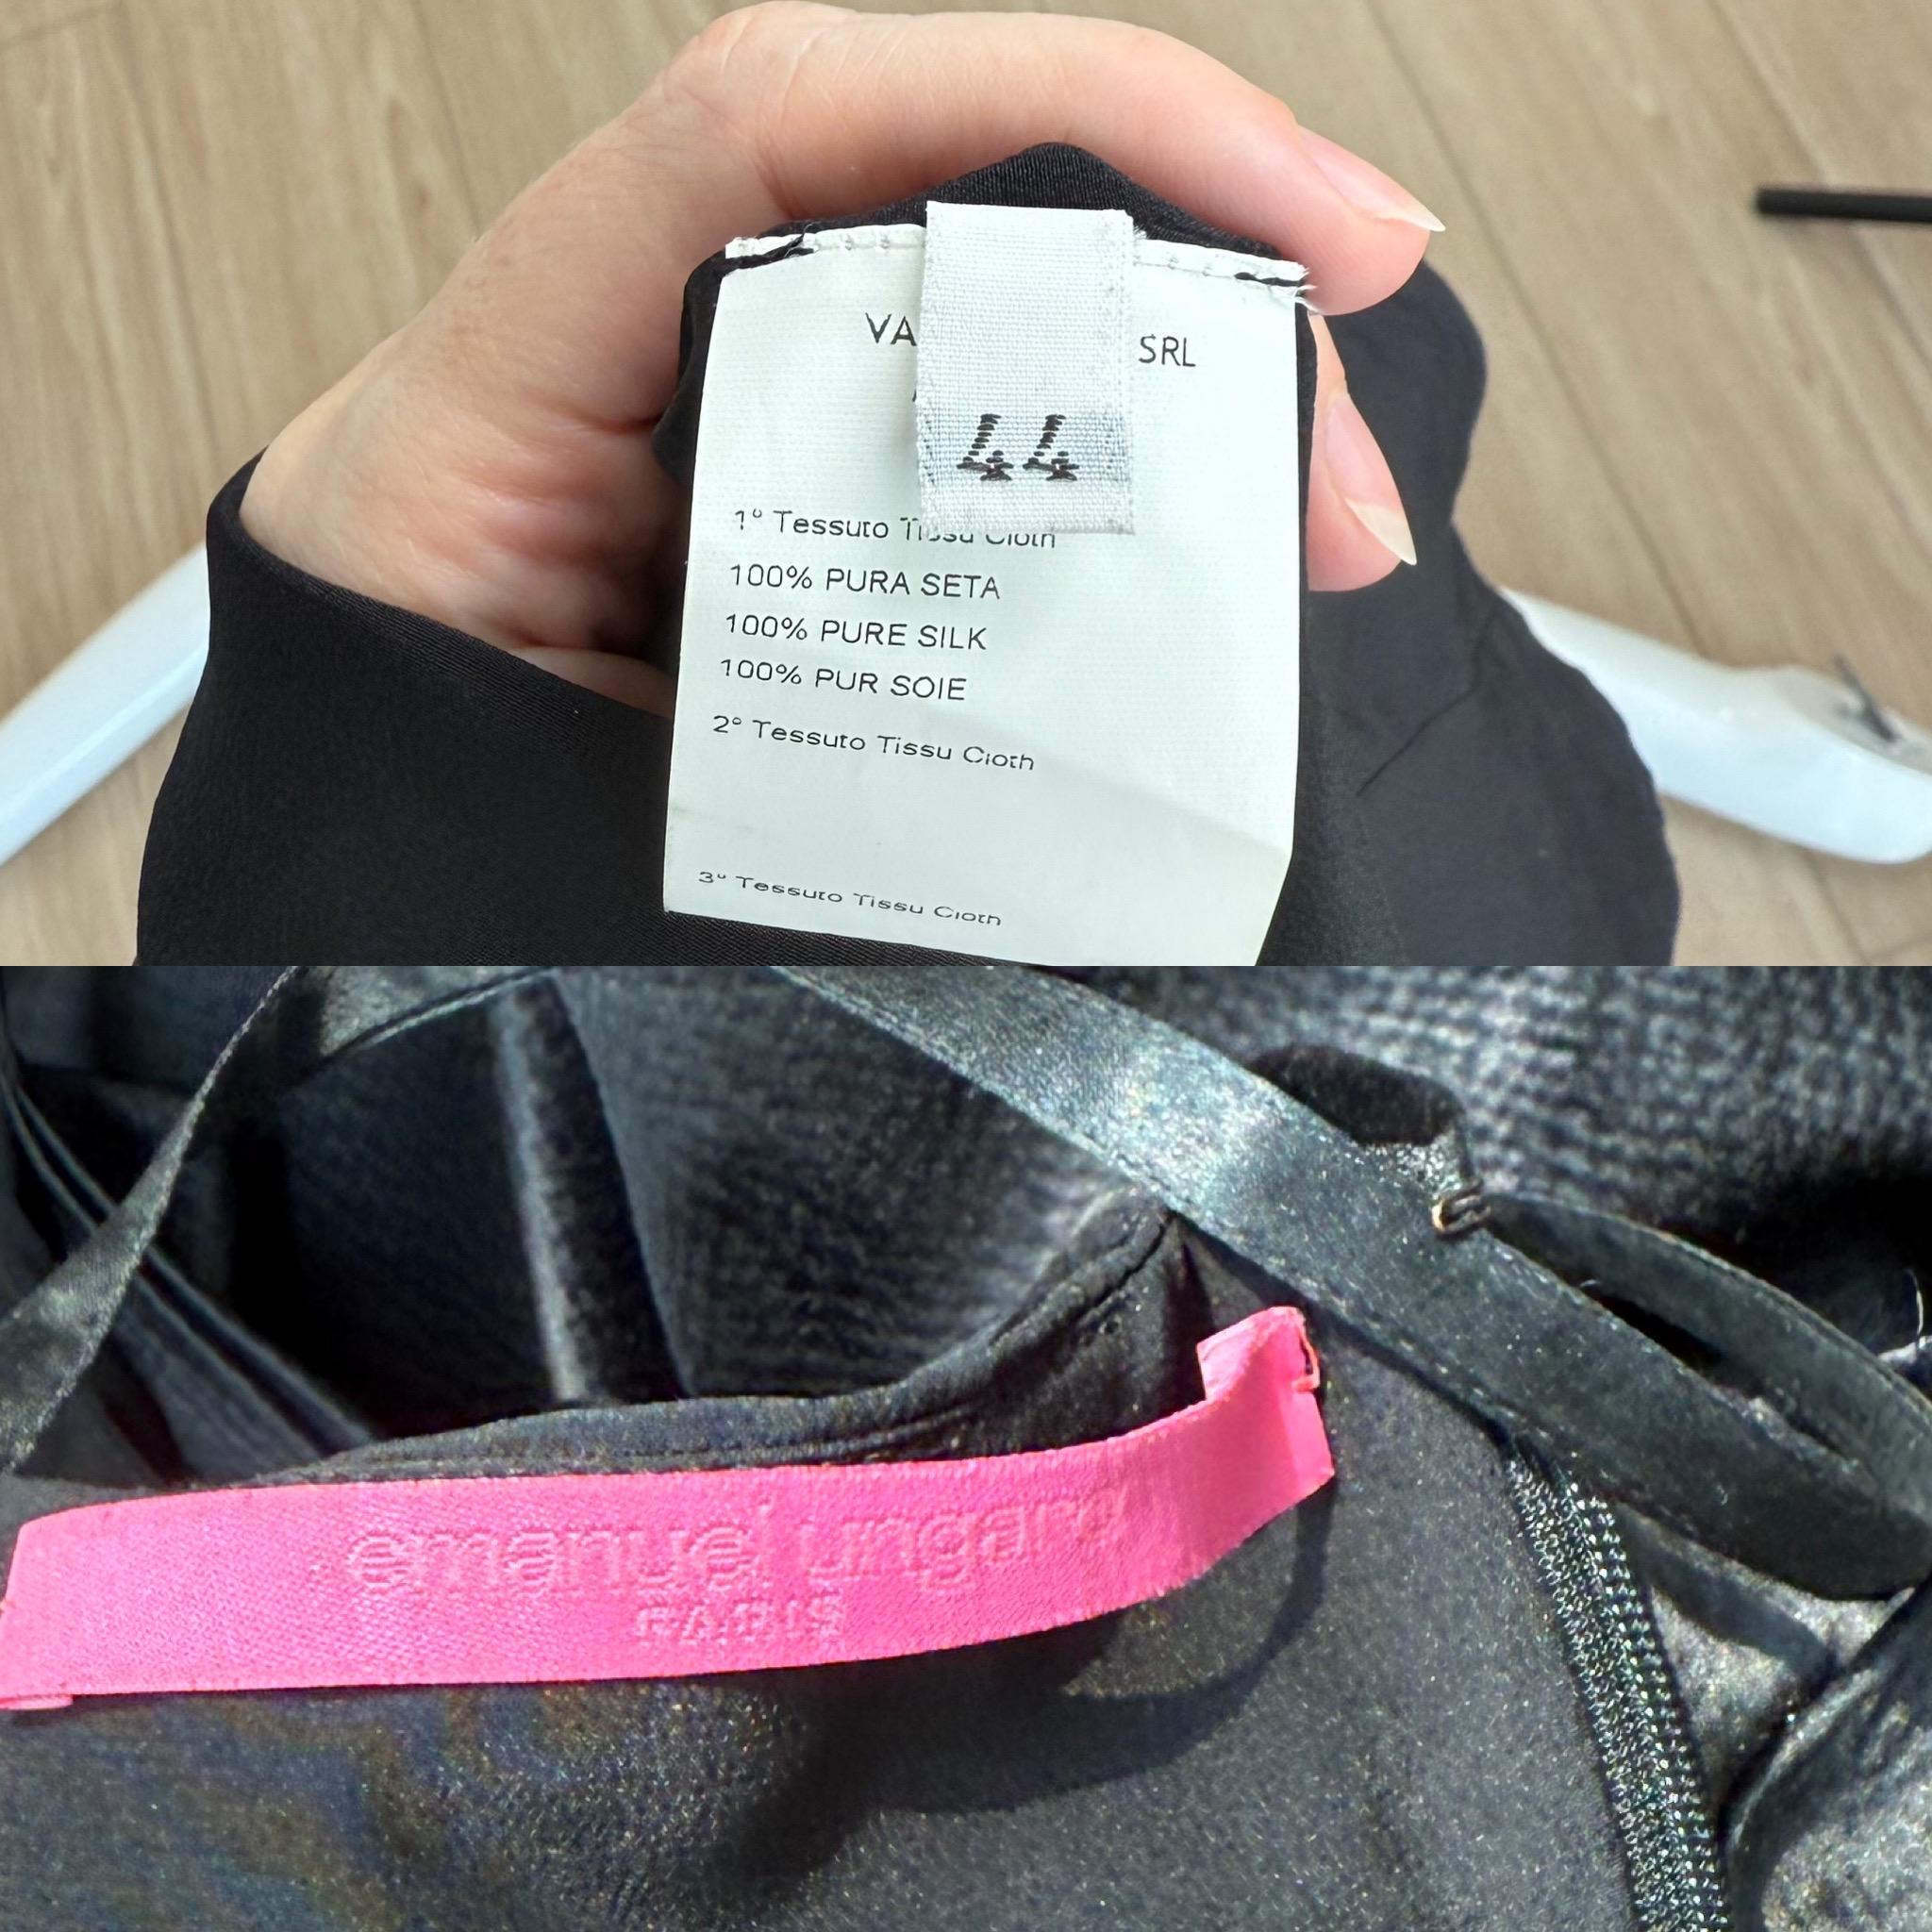 SRL
44
1° Tessuto Tissu Cloth
100% PURA SETA
100% PURE SILK
100% PUR SOIE
2° Tessuto Tissu Cloth
3° Tessuto Tissu Cloth
emanuel ungaro
PARIS